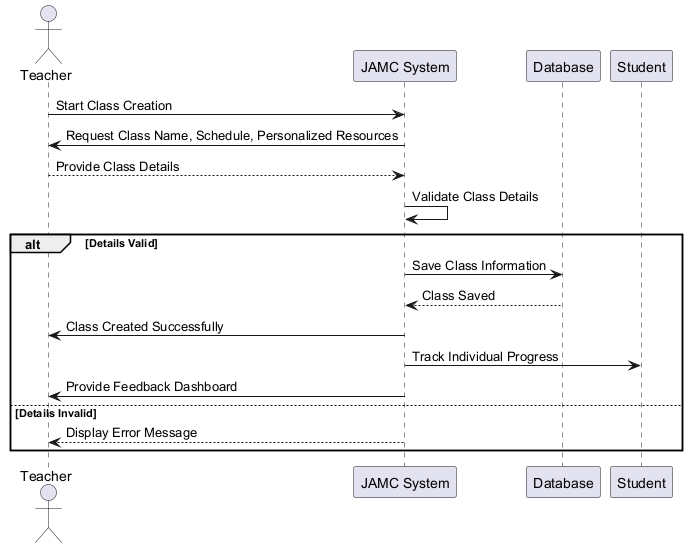 Teacher
JAMC System
Database
Student
Start Class Creation
Request Class Name, Schedule, Personalized Resources
Provide Class Details
Validate Class Details
alt
[Details Valid]
Save Class Information
Class Saved
Class Created Successfully
Track Individual Progress
Provide Feedback Dashboard
[Details Invalid]
Display Error Message
Teacher
JAMC System
Database
Student